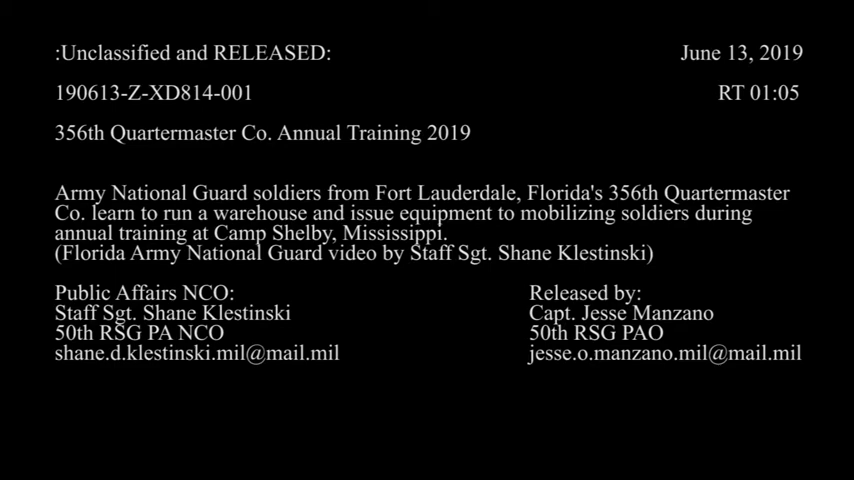 :Unclassified and RELEASED: June 13, 2019
190613-Z-XD814-001 RT 01:05
356th Quartermaster Co. Annual Training 2019
Army National Guard soldiers from Fort Lauderdale, Florida's 356th Quartermaster
Co. learn to run a warehouse and issue equipment to mobilizing soldiers during
annual training at Camp Shelby, Mississippi.
(Florida Army National Guard video by Staff Sgt. Shane Klestinski)
Public Affairs NCO:
Staff Sgt. Shane Klestinski
50th RSG PA NCO
shane.d.klestinski.mil@mail.mil
Released by:
Capt. Jesse Manzano
50th RSG PAO
jesse.o.manzano.mil@mail.mil